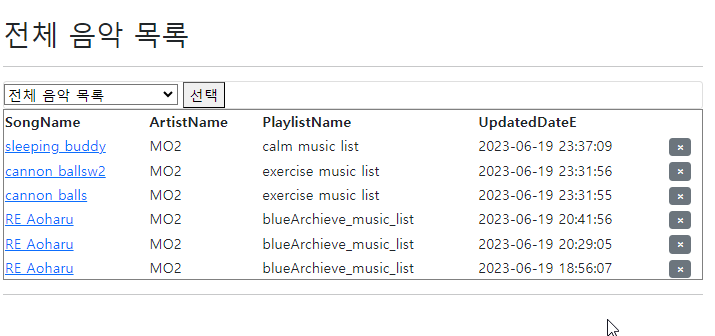 전체 음악 목록
전체 음악 목록 선택
SongName ArtistName PlaylistName UpdatedDateE
sleeping buddy MO2 calm music list 2023-06-19 23:37:09 ×
cannon ballsw2 MO2 exercise music list 2023-06-19 23:31:56 ×
cannon balls MO2 exercise music list 2023-06-19 23:31:55 ×
RE Aoharu MO2 blueArchieve_music_list 2023-06-19 20:41:56 ×
RE Aoharu MO2 blueArchieve_music_list 2023-06-19 20:29:05 ×
RE Aoharu MO2 blueArchieve_music_list 2023-06-19 18:56:07 ×